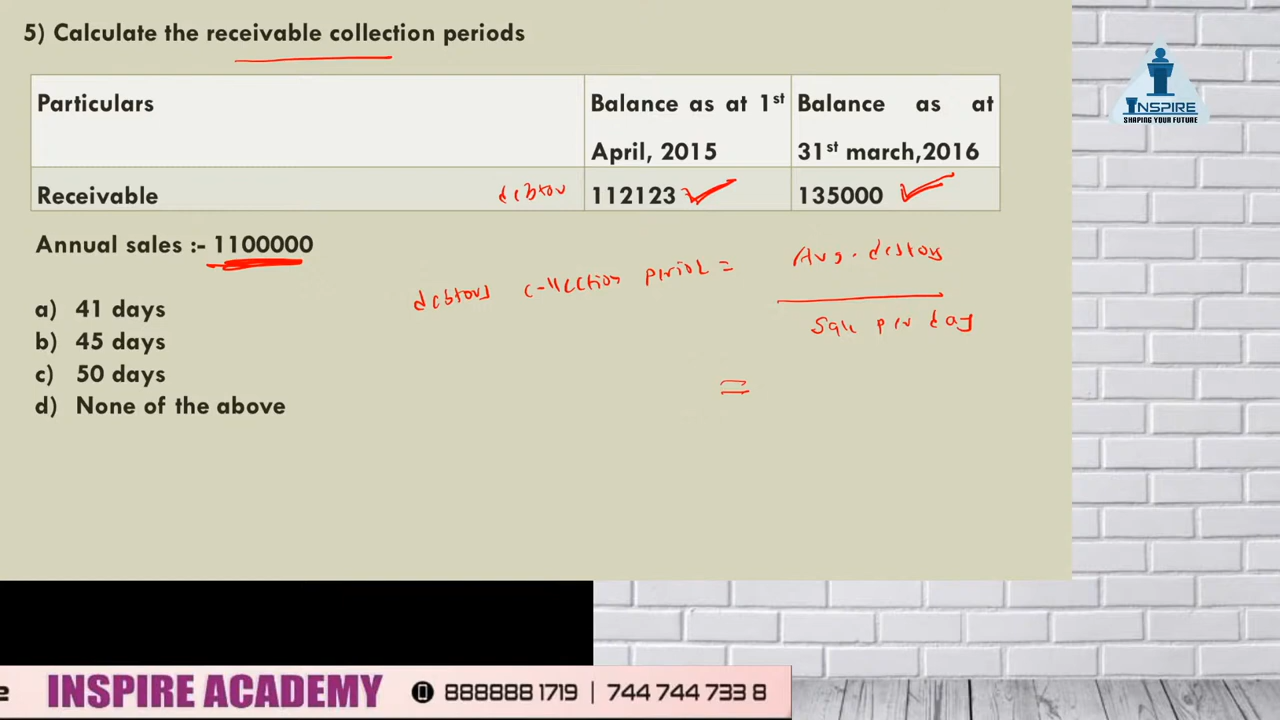 5) Calculate the receivable collection periods
Particulars
Balance as at 1st April, 2015
Balance as at 31st march,2016
Receivable debtor 112123 135000
Annual sales :- 1100000
debtors collection period = Avg. debtors
Sale per day
=
a) 41 days
b) 45 days
c) 50 days
d) None of the above
INSPIRE
SHAPING YOUR FUTURE
e INSPIRE ACADEMY 888888 1719 | 744 744 733 8